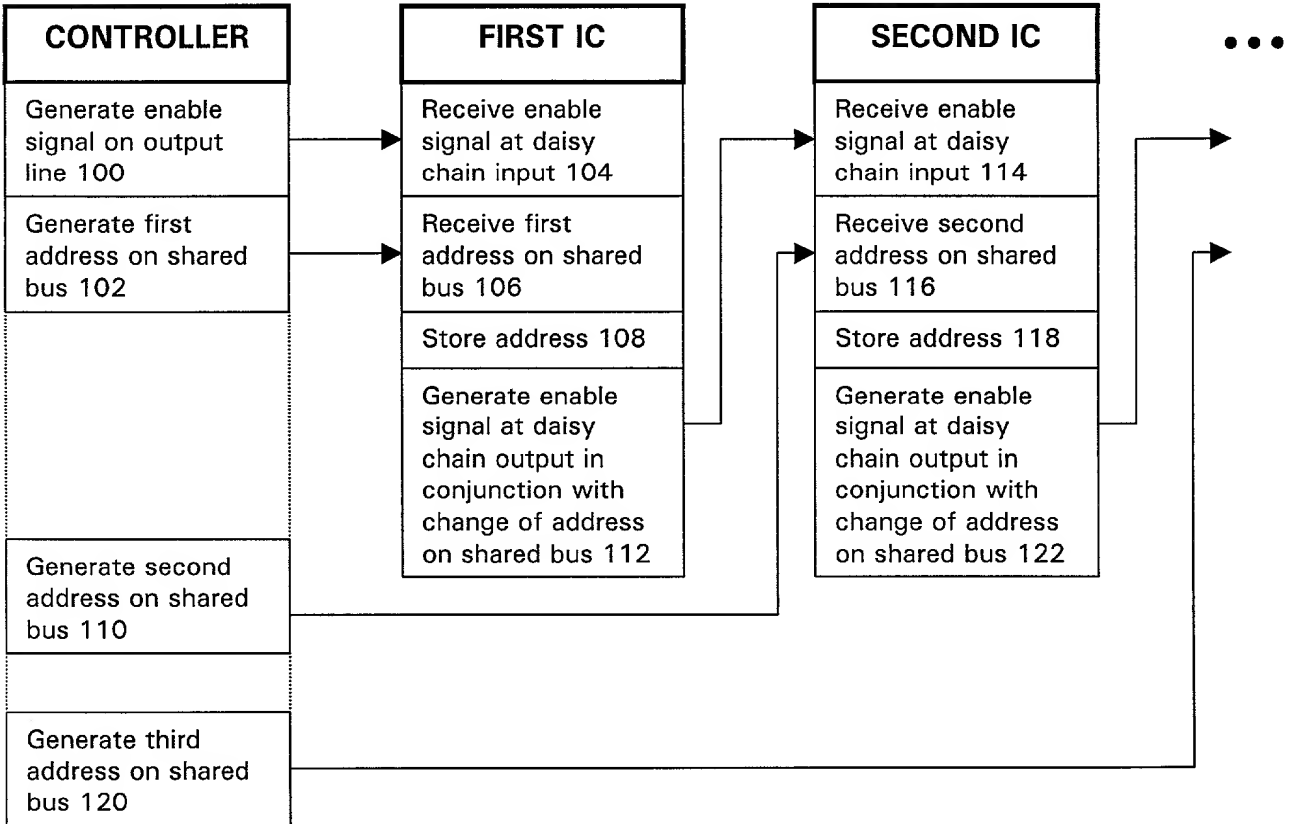 CONTROLLER
Generate enable
signal on output
line 100
Generate first
address on shared
bus 102
Generate second
address on shared
bus 110
Generate third
address on shared
bus 120
FIRST IC
Receive enable
signal at daisy
chain input 104
Receive first
address on shared
bus 106
Store address 108
Generate enable
signal at daisy
chain output in
conjunction with
change of address
on shared bus 112
SECOND IC
Receive enable
signal at daisy
chain input 114
Receive second
address on shared
bus 116
Store address 118
Generate enable
signal at daisy
chain output in
conjunction with
change of address
on shared bus 122
•••